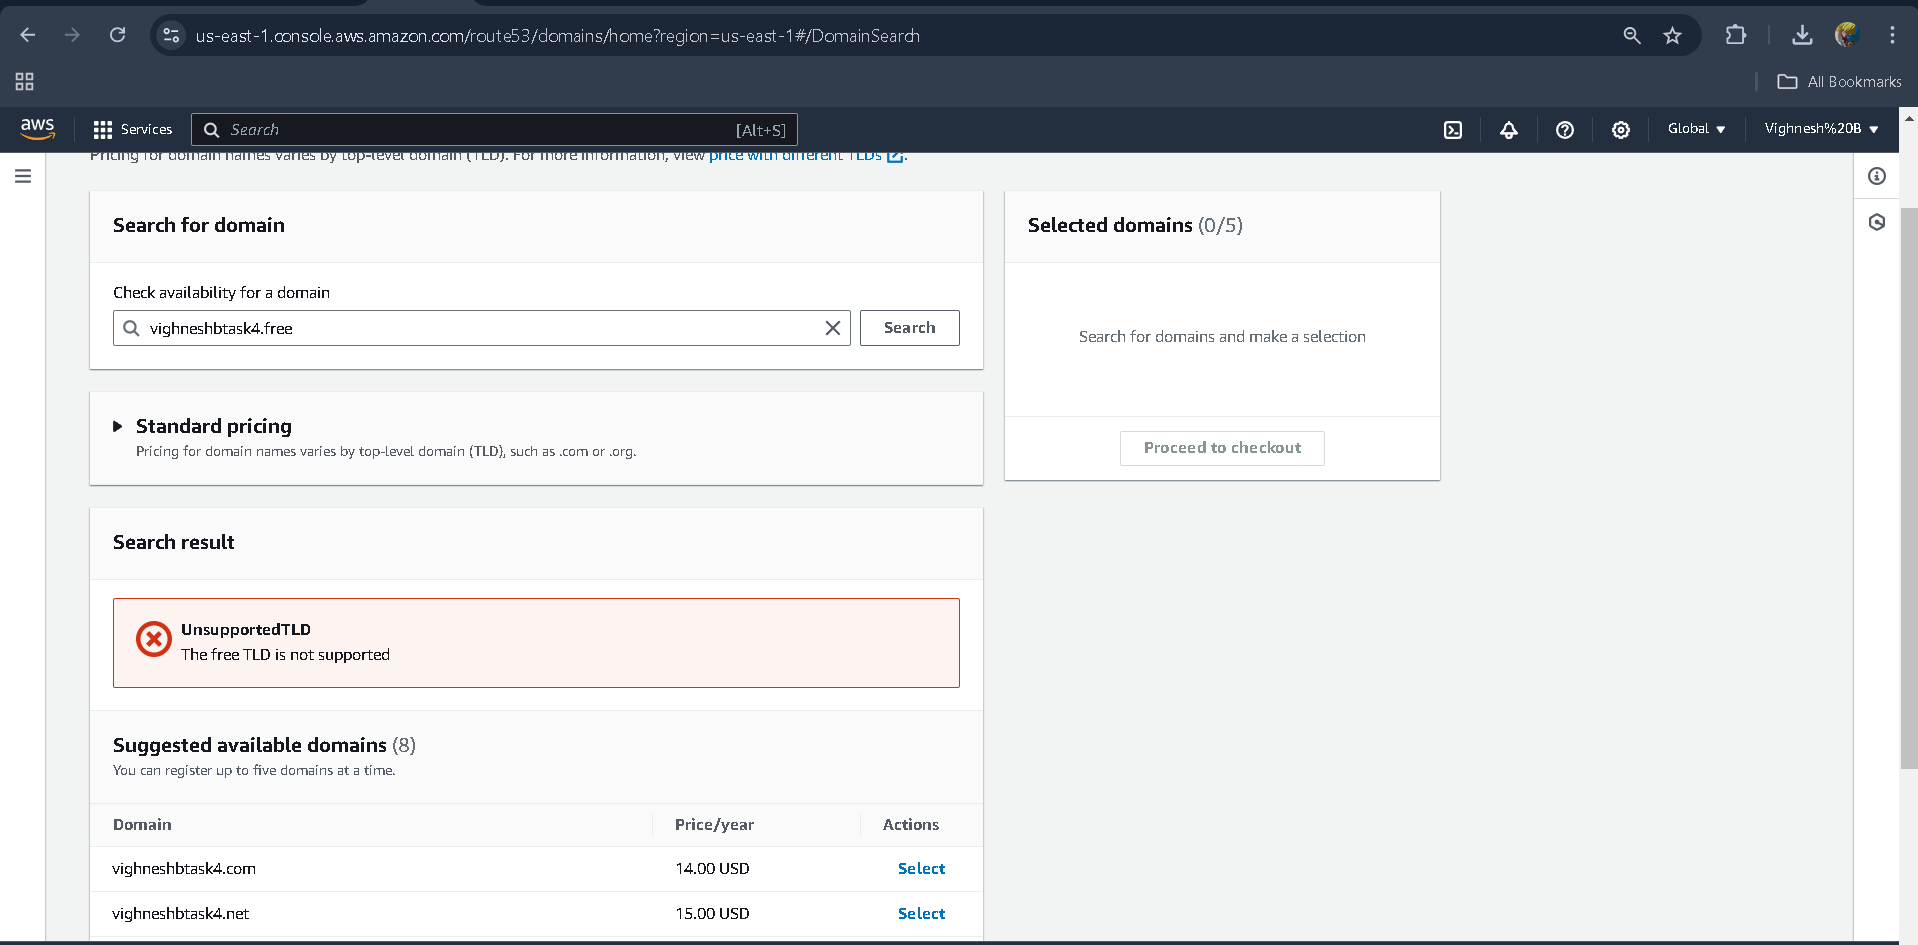 us-east-1.console.aws.amazon.com/route53/domains/home?region=us-east-1#/DomainSearch
All Bookmarks
aws
Services
Search
[Alt+S]
Global
Vighnesh%20B
Pricing for domain names varies by top-level domain (TLD). For more information, view price with different TLDs.
Search for domain
Check availability for a domain
vighneshbtask4.free
Search
Selected domains (0/5)
Search for domains and make a selection
Proceed to checkout
Standard pricing
Pricing for domain names varies by top-level domain (TLD), such as .com or .org.
Search result
UnsupportedTLD
The free TLD is not supported
Suggested available domains (8)
You can register up to five domains at a time.
Domain Price/year Actions
vighneshbtask4.com 14.00 USD Select
vighneshbtask4.net 15.00 USD Select